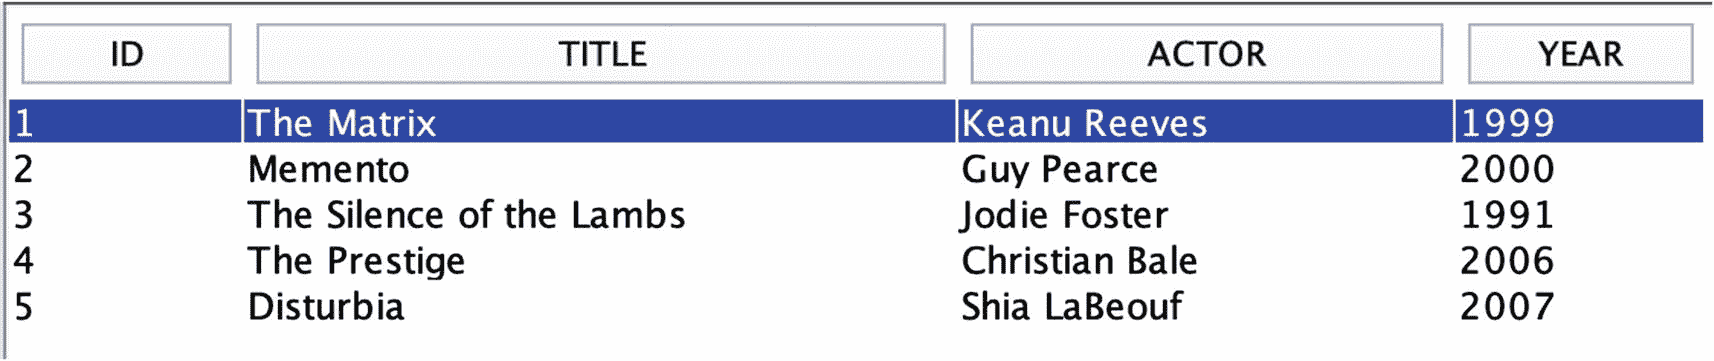 ID TITLE ACTOR YEAR
1 The Matrix Keanu Reeves 1999
2 Memento Guy Pearce 2000
3 The Silence of the Lambs Jodie Foster 1991
4 The Prestige Christian Bale 2006
5 Disturbia Shia LaBeouf 2007